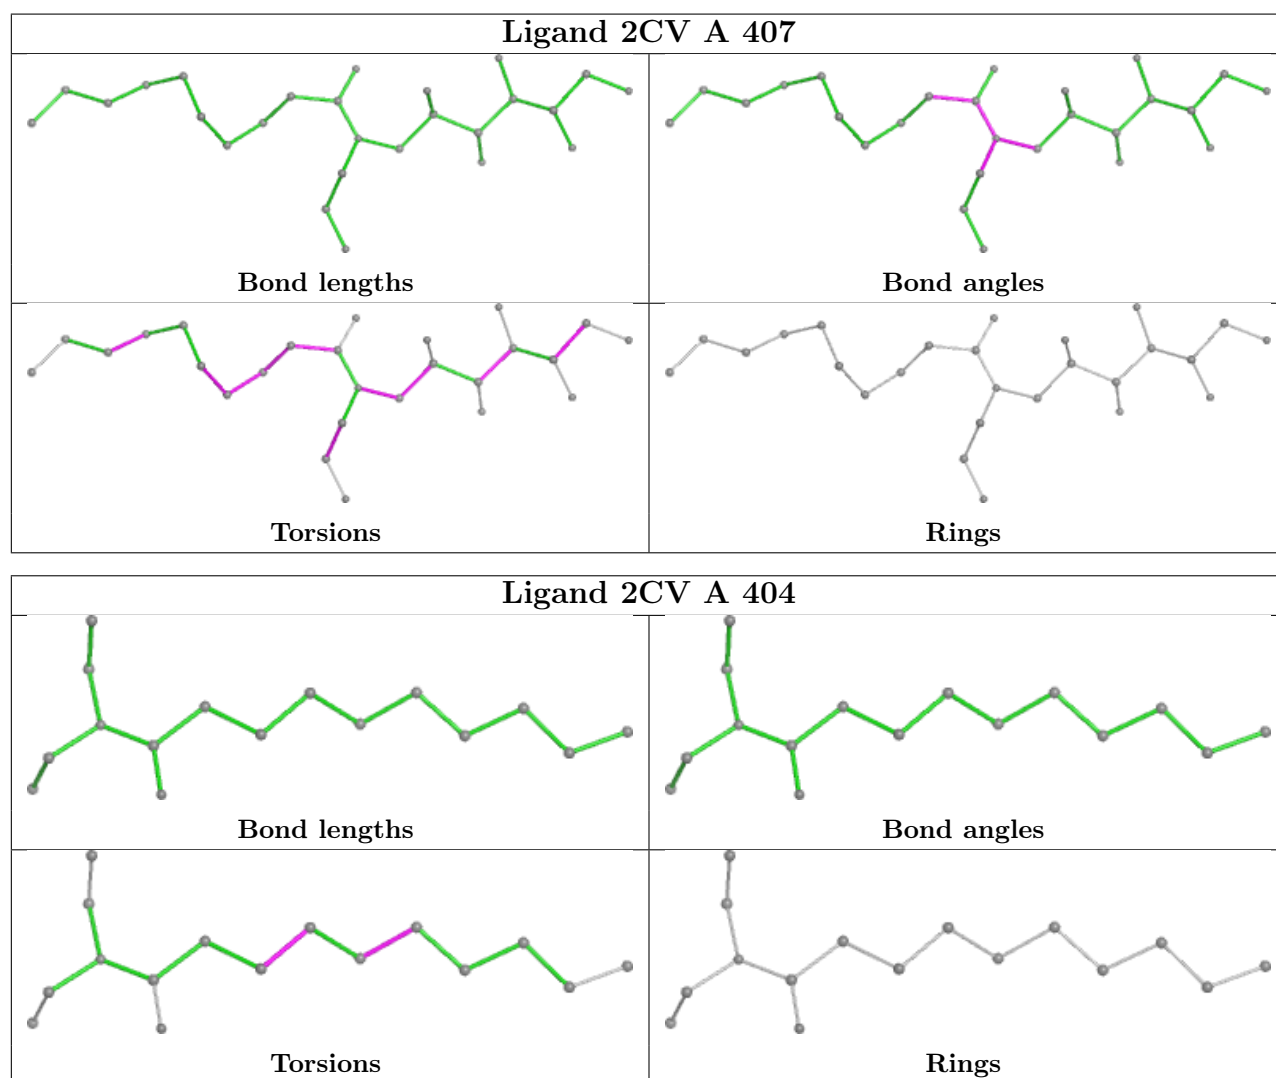 Ligand 2CV A 407
Bond lengths
Bond angles
Torsions
Rings
Ligand 2CV A 404
Bond lengths
Bond angles
Torsions
Rings